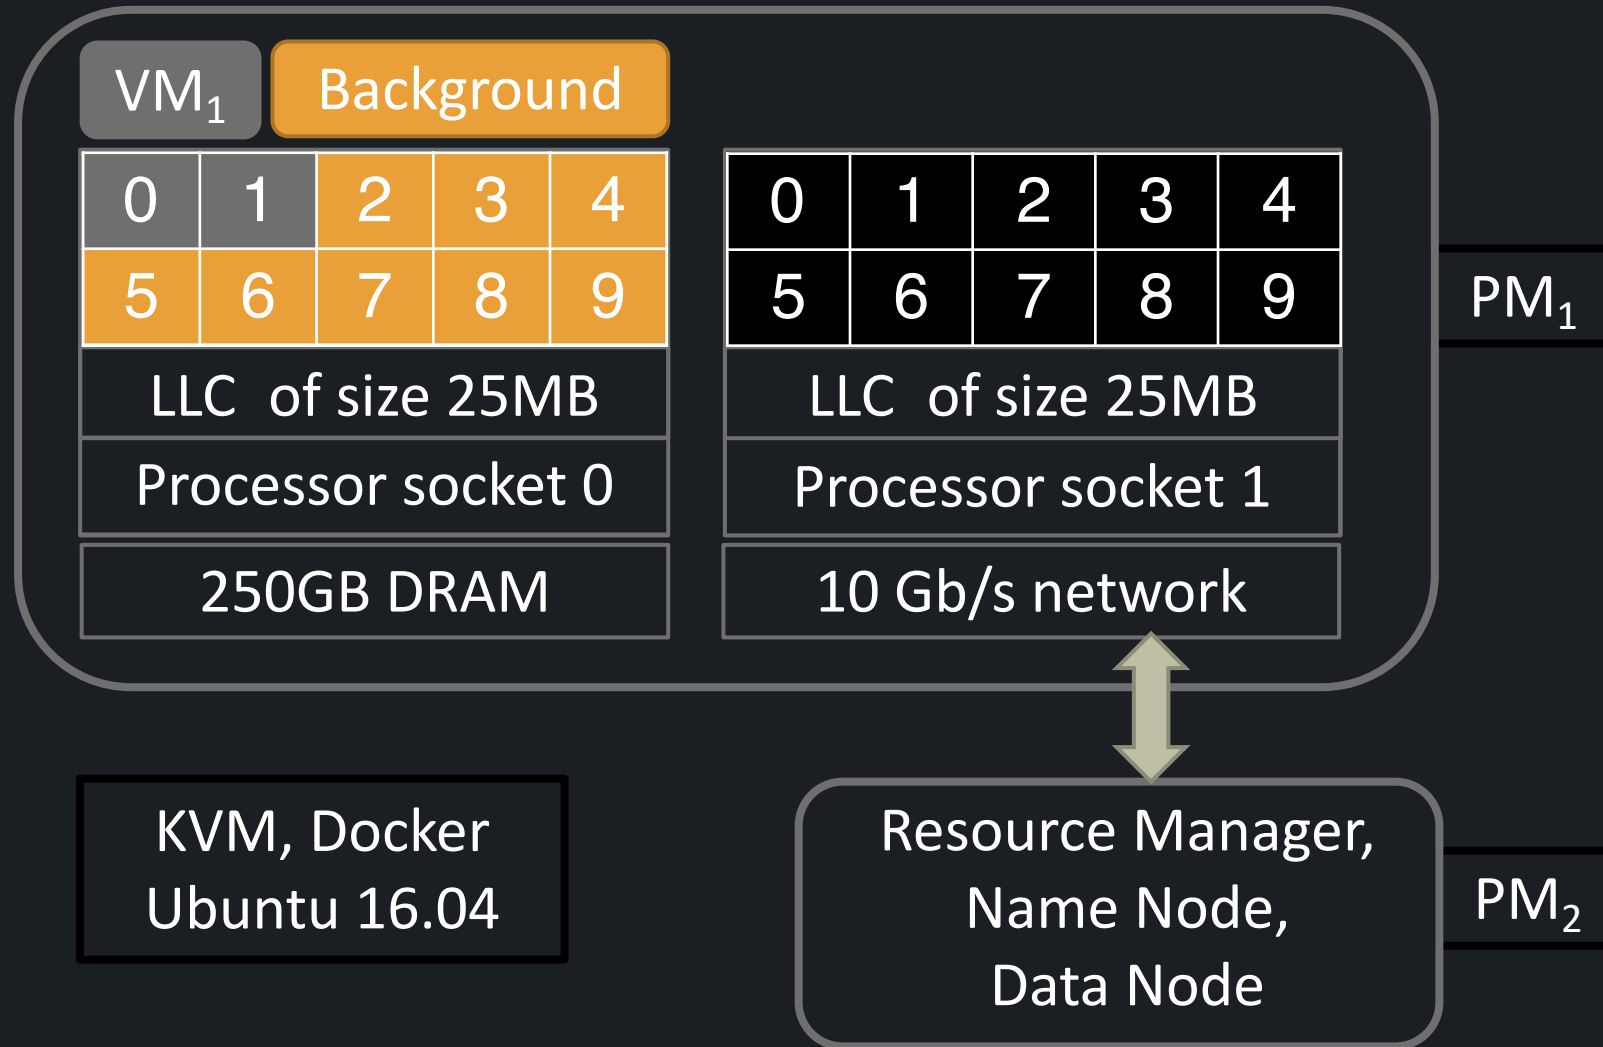 VM1 Background
0 1 2 3 4
5 6 7 8 9
LLC of size 25MB
Processor socket 0
250GB DRAM
0 1 2 3 4
5 6 7 8 9
LLC of size 25MB
Processor socket 1
10 Gb/s network
PM1
KVM, Docker
Ubuntu 16.04
Resource Manager,
Name Node,
Data Node
PM2